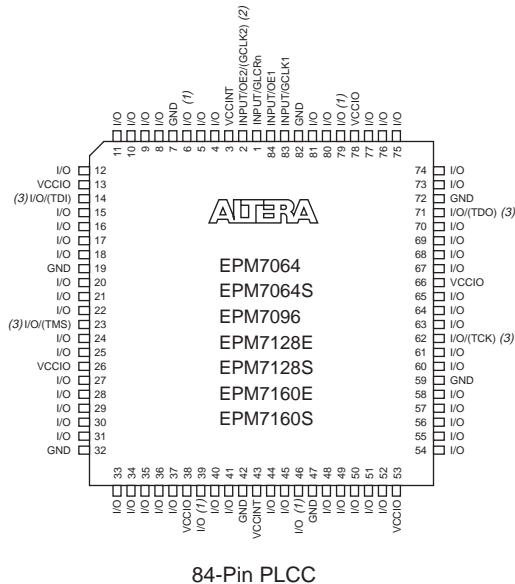 I/O
I/O
I/O
I/O
GND
I/O (1)
I/O
I/O
VCCINT
INPUT/OE2/(GCLK2) (2)
INPUT/GLCRn
INPUT/OE1
INPUT/GCLK1
GND
I/O
I/O
I/O (1)
VCCIO
I/O
I/O
I/O
11 10 9 8 7 6 5 4 3 2 1 84 83 82 81 80 79 78 77 76 75
I/O 12
VCCIO 13
(3) I/O/(TDI) 14
I/O 15
I/O 16
I/O 17
I/O 18
GND 19
I/O 20
I/O 21
I/O 22
(3) I/O/(TMS) 23
I/O 24
I/O 25
VCCIO 26
I/O 27
I/O 28
I/O 29
I/O 30
I/O 31
GND 32
ALTERA
EPM7064
EPM7064S
EPM7096
EPM7128E
EPM7128S
EPM7160E
EPM7160S
74 I/O
73 I/O
72 GND
71 I/O/(TDO) (3)
70 I/O
69 I/O
68 I/O
67 I/O
66 VCCIO
65 I/O
64 I/O
63 I/O
62 I/O/(TCK) (3)
61 I/O
60 I/O
59 GND
58 I/O
57 I/O
56 I/O
55 I/O
54 I/O
33 34 35 36 37 38 39 40 41 42 43 44 45 46 47 48 49 50 51 52 53
I/O
I/O
I/O
I/O
I/O
VCCIO
I/O (1)
I/O
I/O
GND
VCCINT
I/O
I/O
I/O (1)
GND
I/O
I/O
I/O
I/O
I/O
VCCIO
84-Pin PLCC